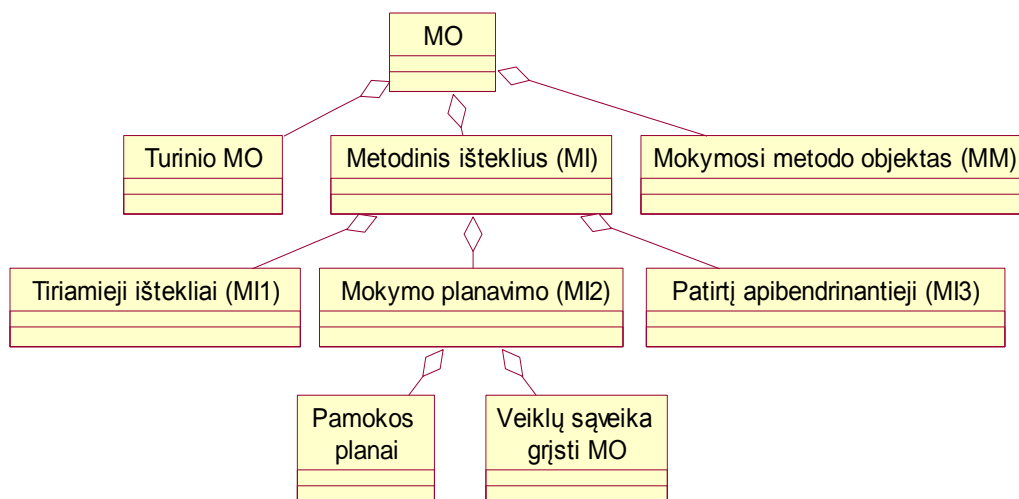 MO
Turinio MO
Metodinis išteklius (MI)
Mokymosi metodo objektas (MM)
Tiriamieji ištekliai (MI1)
Mokymo planavimo (MI2)
Patirtį apibendrinantieji (MI3)
Pamokos
planai
Veiklų sąveika
grįsti MO